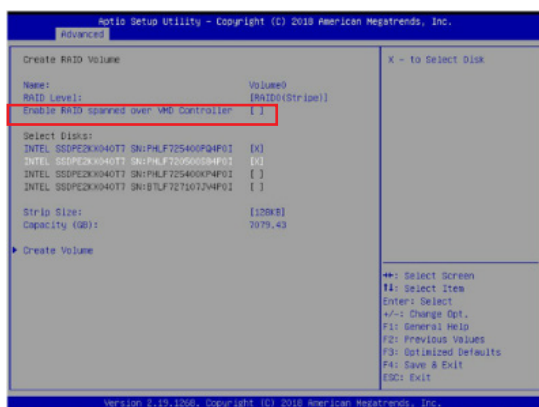 Aptio Setup Utility – Copyright (C) 2018 American Megatrends, Inc.
Advanced
Create RAID Volume
X – to Select Disk
Name: Volume0
RAID Level: [RAID0(Stripe)]
Enable RAID spanned over VMD Controller [ ]
Select Disks:
INTEL SSDPE2KX040T7 SN:PHLF725400PQ4P0I [X]
INTEL SSDPE2KX040T7 SN:PHLF720500S84P0I [X]
INTEL SSDPE2KX040T7 SN:PHLF725400KP4P0I [ ]
INTEL SSDPE2KX040T7 SN:BTLF727107JV4P0I [ ]
Strip Size: [128KB]
Capacity (GB): 7079.43
Create Volume
: Select Screen
: Select Item
Enter: Select
+/-: Change Opt.
F1: General Help
F2: Previous Values
F3: Optimized Defaults
F4: Save & Exit
ESC: Exit
Version 2.19.1268. Copyright (C) 2018 American Megatrends, Inc.